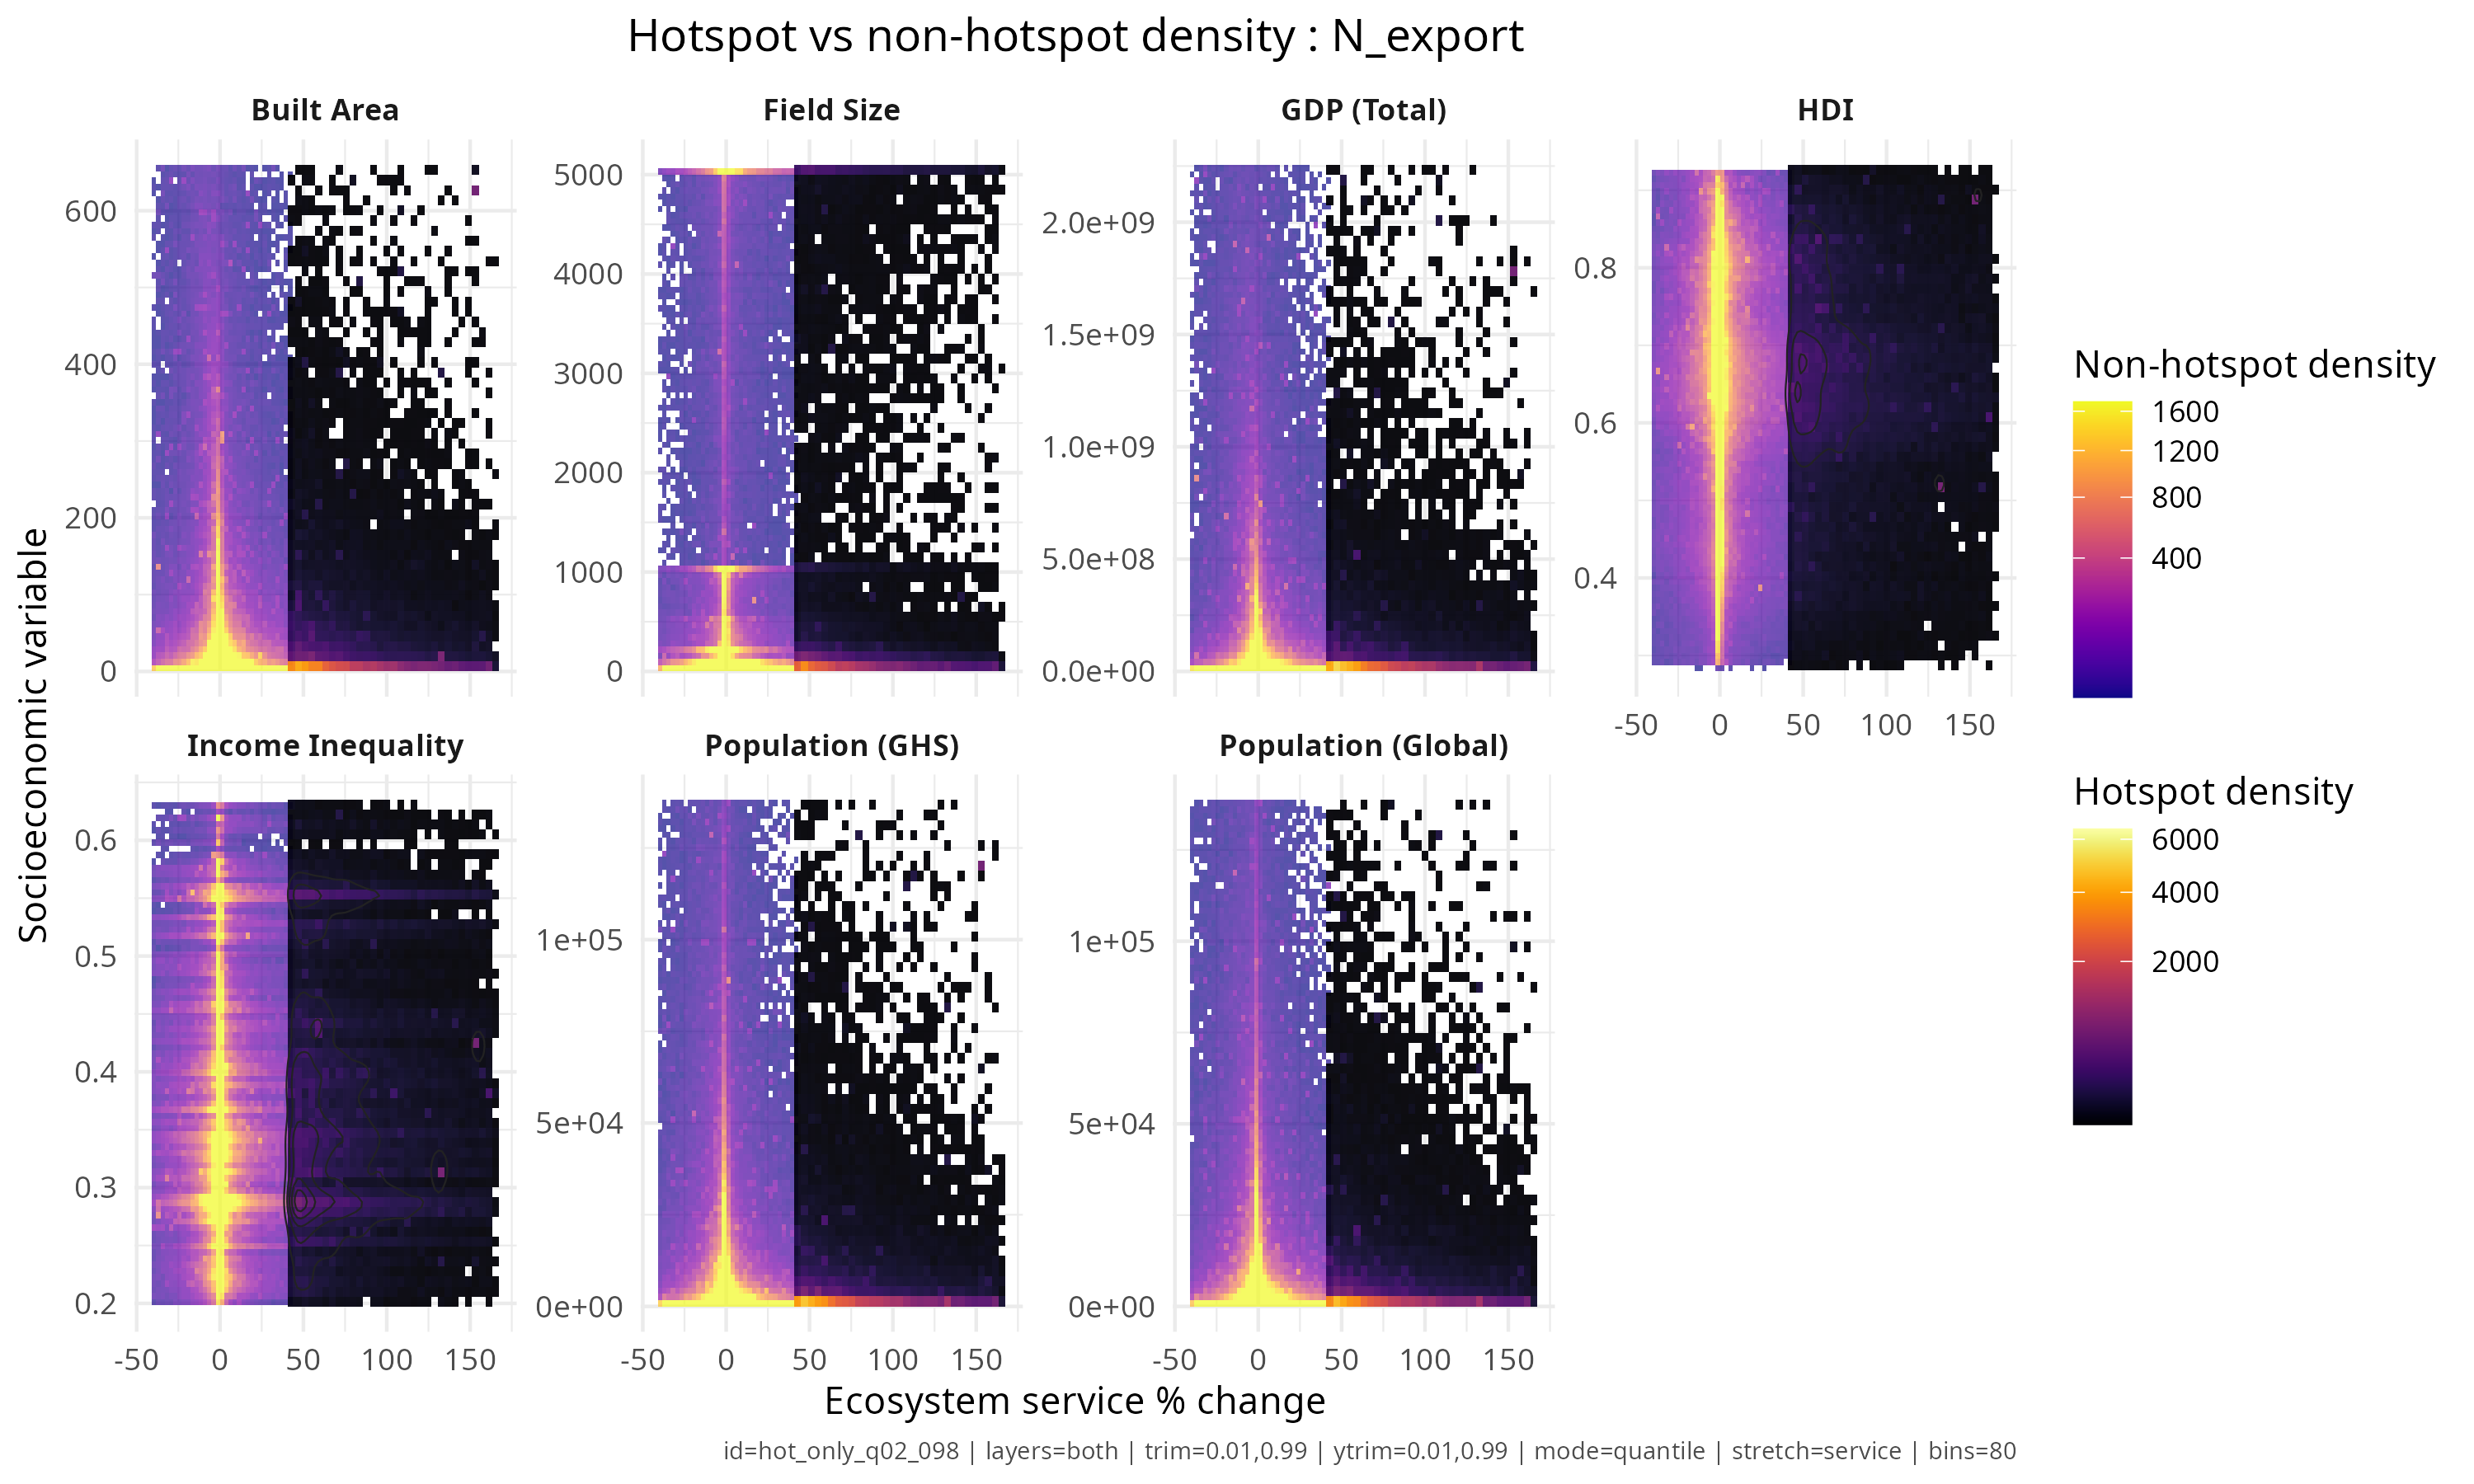 Hotspot vs non-hotspot density : N_export
Built Area
Field Size
GDP (Total)
HDI
600
400
200
0
5000
4000
3000
2000
1000
0
2.0e+09
1.5e+09
1.0e+09
5.0e+08
0.0e+00
0.8
0.6
0.4
-50 0 50 100 150
Socioeconomic variable
Income Inequality
Population (GHS)
Population (Global)
0.6
0.5
0.4
0.3
0.2
1e+05
5e+04
0e+00
1e+05
5e+04
0e+00
-50 0 50 100 150
-50 0 50 100 150
-50 0 50 100 150
Ecosystem service % change
Non-hotspot density
1600
1200
800
400
Hotspot density
6000
4000
2000
id=hot_only_q02_098 | layers=both | trim=0.01,0.99 | ytrim=0.01,0.99 | mode=quantile | stretch=service | bins=80